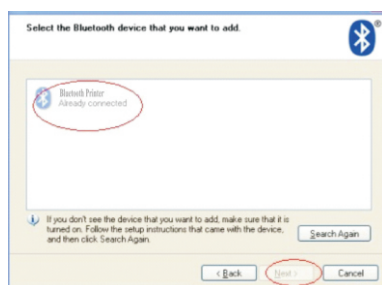 Select the Bluetooth device that you want to add.
Bluetooth Printer
Already connected
If you don't see the device that you want to add, make sure that it is
turned on. Follow the setup instructions that came with the device,
and then click Search Again.
Search Again
< Back
Next >
Cancel